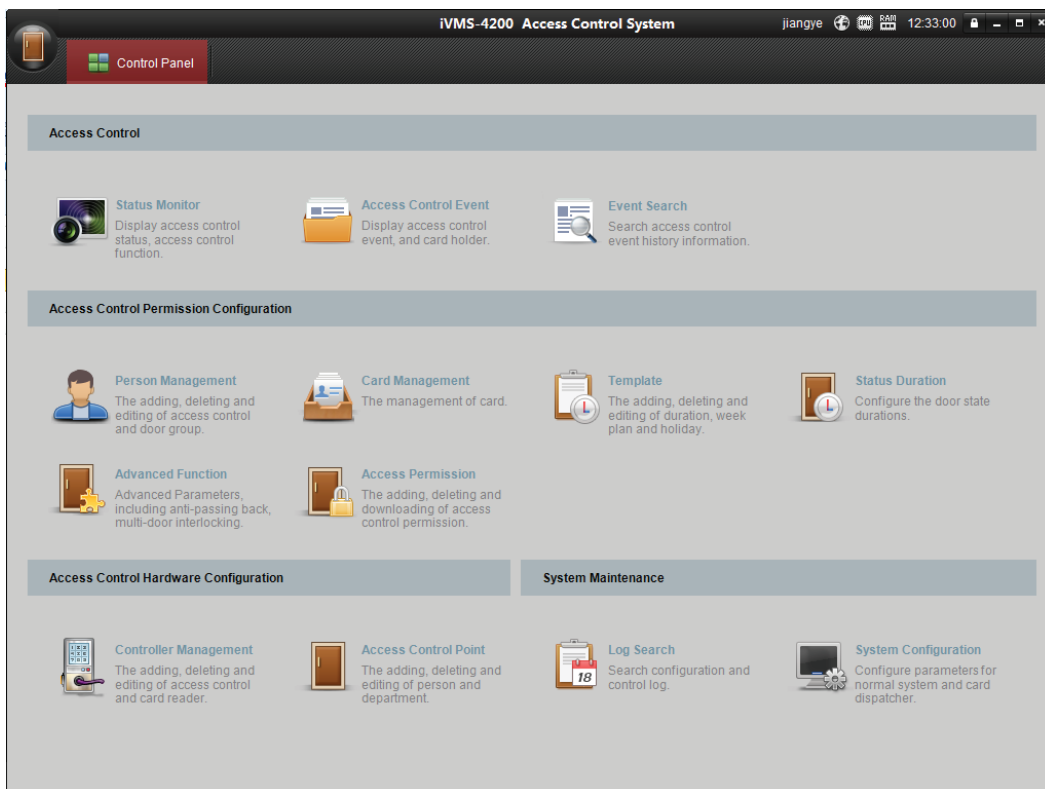 iVMS-4200 Access Control System
jiangye
CPU
RAM
12:33:00
Control Panel
Access Control
Status Monitor
Display access control
status, access control
function.
Access Control Event
Display access control
event, and card holder.
Event Search
Search access control
event history information.
Access Control Permission Configuration
Person Management
The adding, deleting and
editing of access control
and door group.
Card Management
The management of card.
Template
The adding, deleting and
editing of duration, week
plan and holiday.
Status Duration
Configure the door state
durations.
Advanced Function
Advanced Parameters,
including anti-passing back,
multi-door interlocking.
Access Permission
The adding, deleting and
downloading of access
control permission.
Access Control Hardware Configuration
System Maintenance
Controller Management
The adding, deleting and
editing of access control
and card reader.
Access Control Point
The adding, deleting and
editing of person and
department.
18
Log Search
Search configuration and
control log.
System Configuration
Configure parameters for
normal system and card
dispatcher.